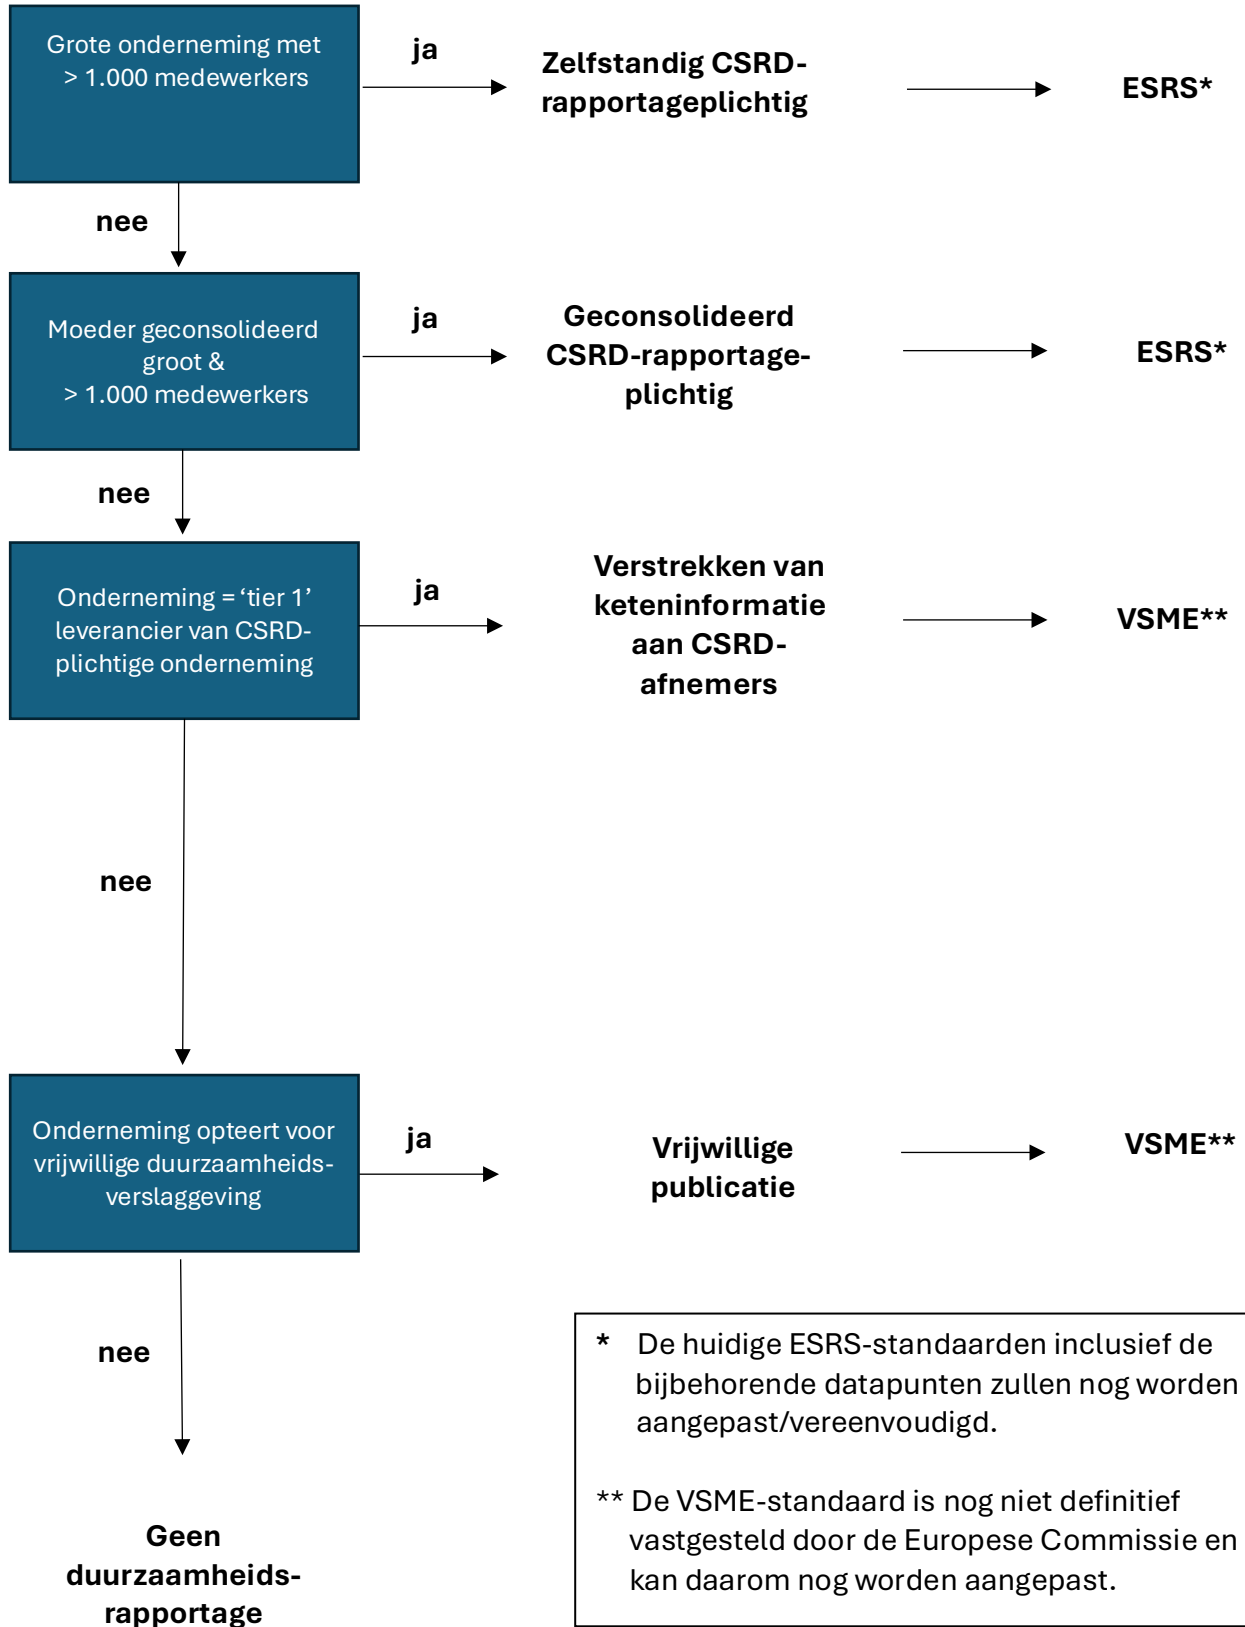 Grote onderneming met
> 1.000 medewerkers
ja
Zelfstandig CSRD-
rapportageplichtig
ESRS*
nee
Moeder geconsolideerd
groot &
> 1.000 medewerkers
ja
Geconsolideerd
CSRD-rapportage-
plichtig
ESRS*
nee
Onderneming = ‘tier 1’
leverancier van CSRD-
plichtige onderneming
ja
Verstrekken van
keteninformatie
aan CSRD-
afnemers
VSME**
nee
Onderneming opteert voor
vrijwillige duurzaamheids-
verslaggeving
ja
Vrijwillige
publicatie
VSME**
nee
Geen
duurzaamheids-
rapportage
* De huidige ESRS-standaarden inclusief de
bijbehorende datapunten zullen nog worden
aangepast/vereenvoudigd.
** De VSME-standaard is nog niet definitief
vastgesteld door de Europese Commissie en
kan daarom nog worden aangepast.